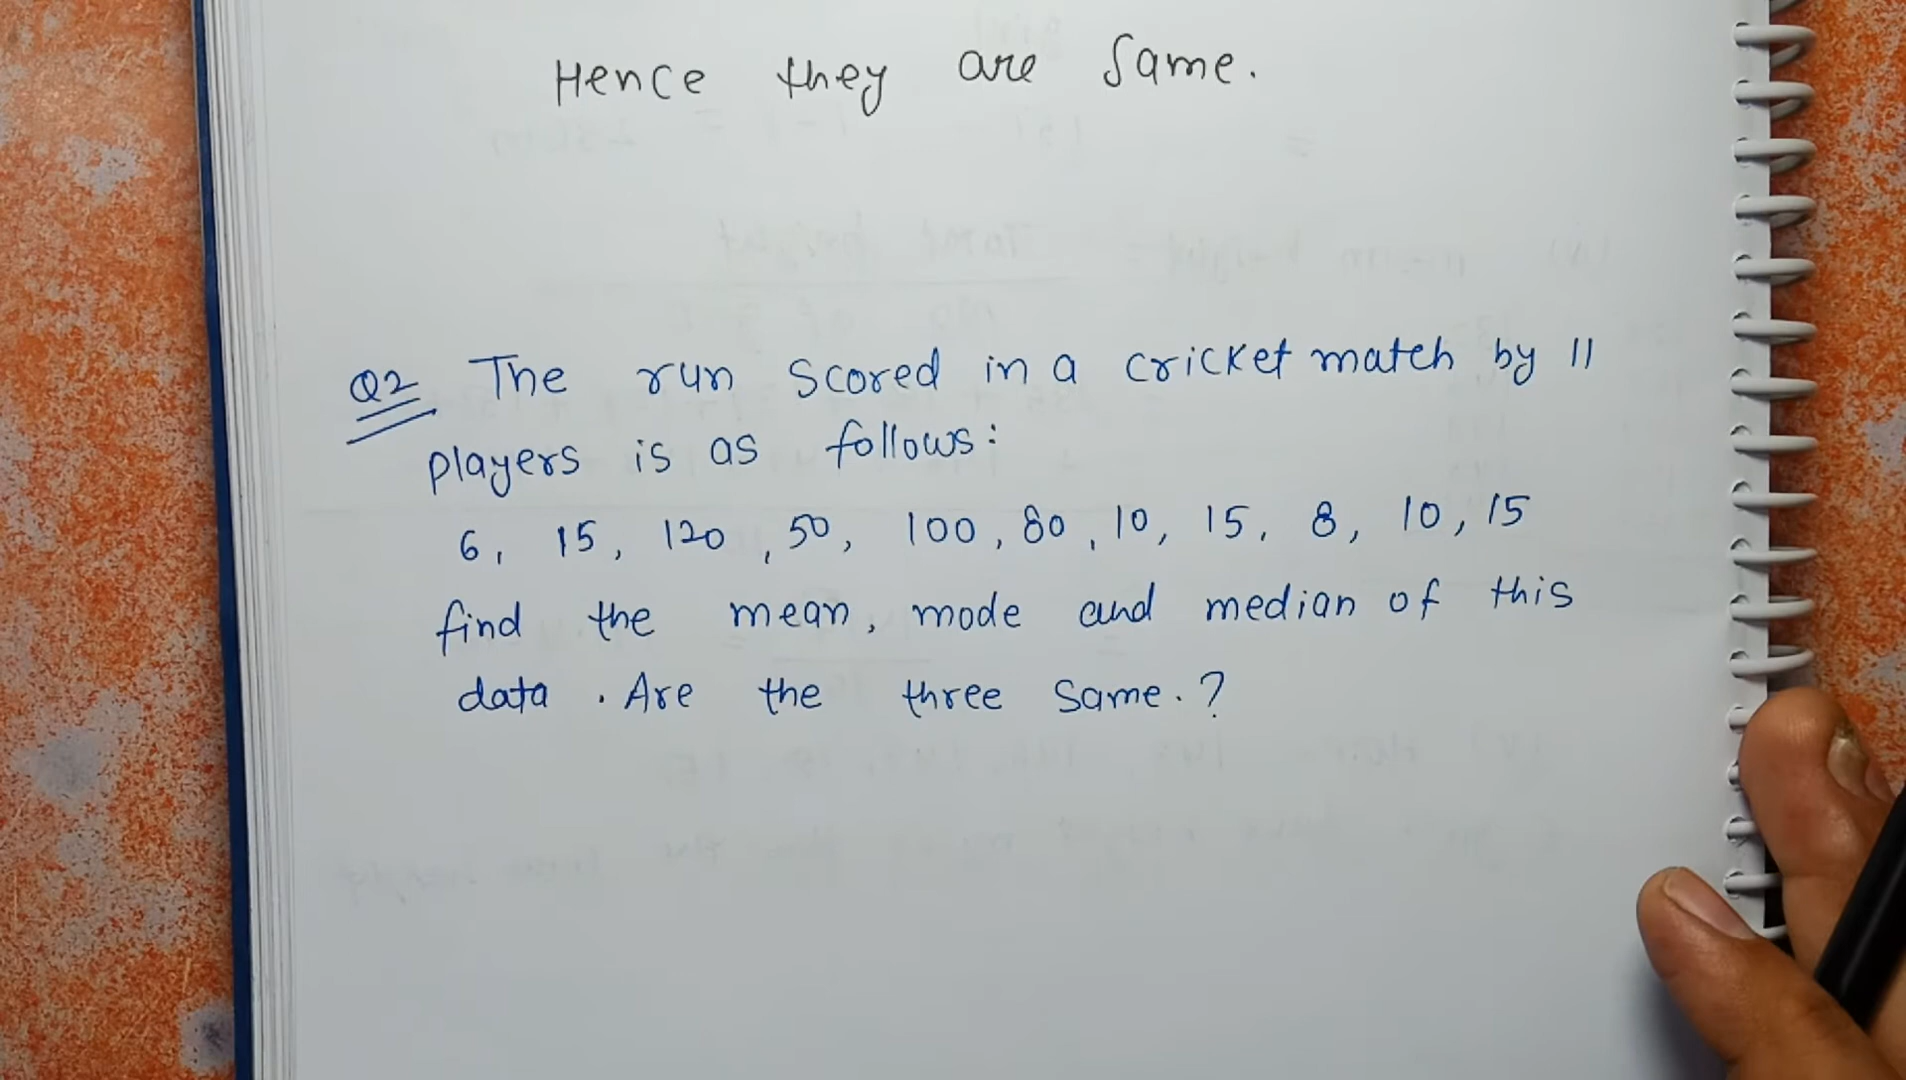 Hence they are Same.
Q2 The run scored in a cricket match by 11
players is as follows:
6, 15, 120, 50, 100, 80, 10, 15, 8, 10, 15
find the mean, mode and median of this
data. Are the three same.?